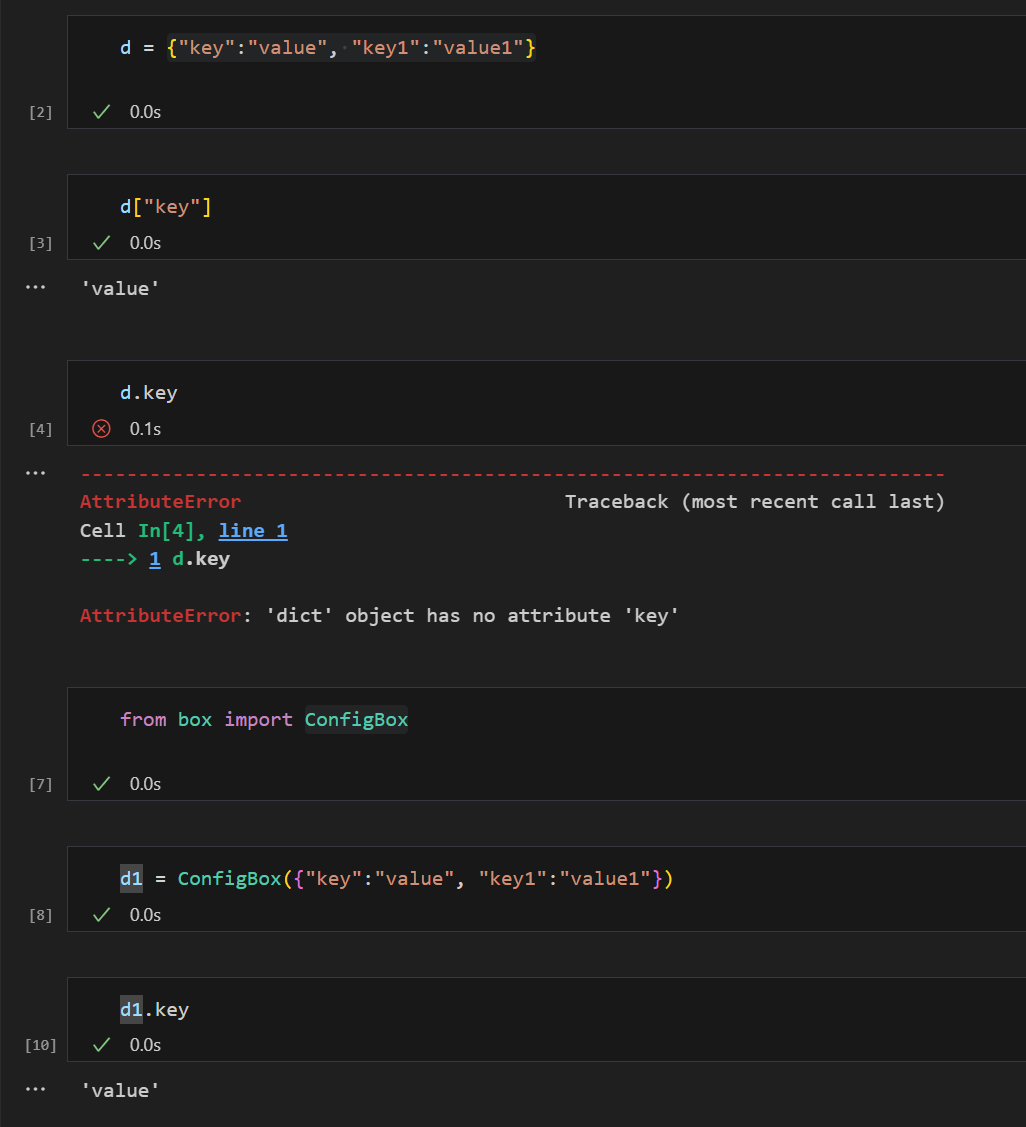 d = {"key":"value", "key1":"value1"}
[2] 0.0s
d["key"]
[3] 0.0s
... 'value'
d.key
[4] 0.1s
... ---------------------------------------------------------------------------
AttributeError                            Traceback (most recent call last)
Cell In[4], line 1
----> 1 d.key
AttributeError: 'dict' object has no attribute 'key'
from box import ConfigBox
[7] 0.0s
d1 = ConfigBox({"key":"value", "key1":"value1"})
[8] 0.0s
d1.key
[10] 0.0s
... 'value'